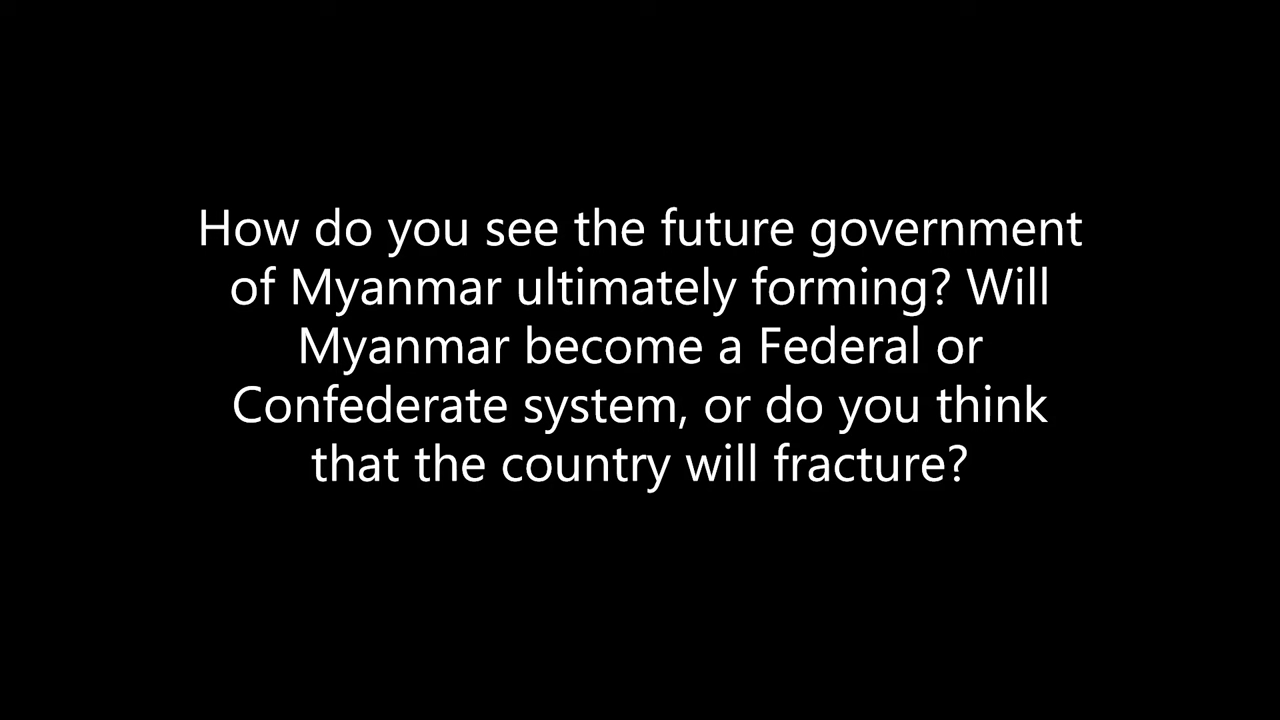 How do you see the future government
of Myanmar ultimately forming? Will
Myanmar become a Federal or
Confederate system, or do you think
that the country will fracture?